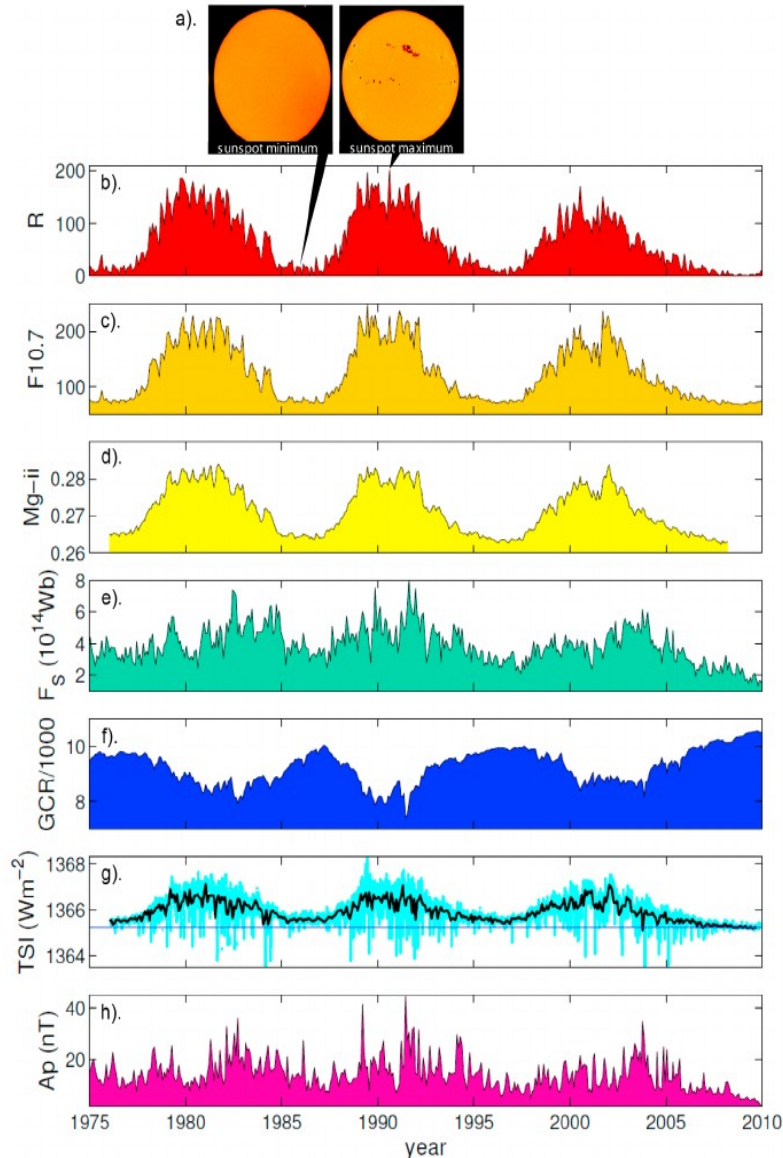 a).
sunspot minimum sunspot maximum
b).
R
200
100
0
c).
F10.7
200
100
d).
Mg-ii
0.28
0.27
0.26
e).
F_S (10^14Wb)
8
6
4
2
f).
GCR/1000
10
8
g).
TSI (Wm^−2)
1368
1366
1364
h).
Ap (nT)
40
20
1975 1980 1985 1990 1995 2000 2005 2010
year